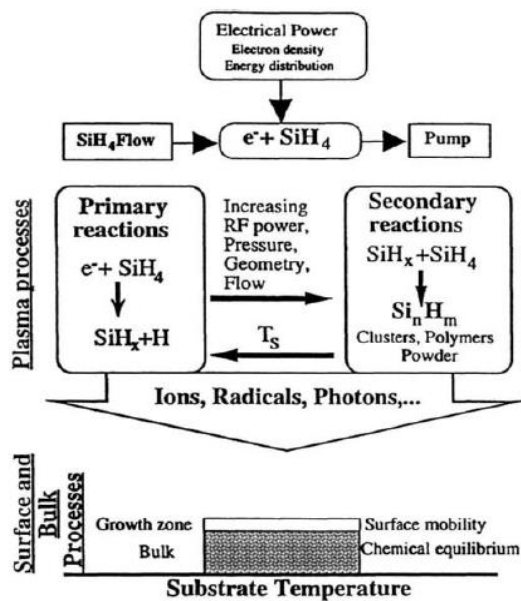 Electrical Power
Electron density
Energy distribution
SiH₄Flow
e⁻+ SiH₄
Pump
Plasma processes
Primary
reactions
e⁻+ SiH₄
SiHₓ+H
Increasing
RF power,
Pressure,
Geometry,
Flow
Tₛ
Secondary
reactions
SiHₓ+SiH₄
SiₙHₘ
Clusters, Polymers
Powder
Ions, Radicals, Photons,...
Surface and
Bulk
Processes
Growth zone
Surface mobility
Bulk
Chemical equilibrium
Substrate Temperature